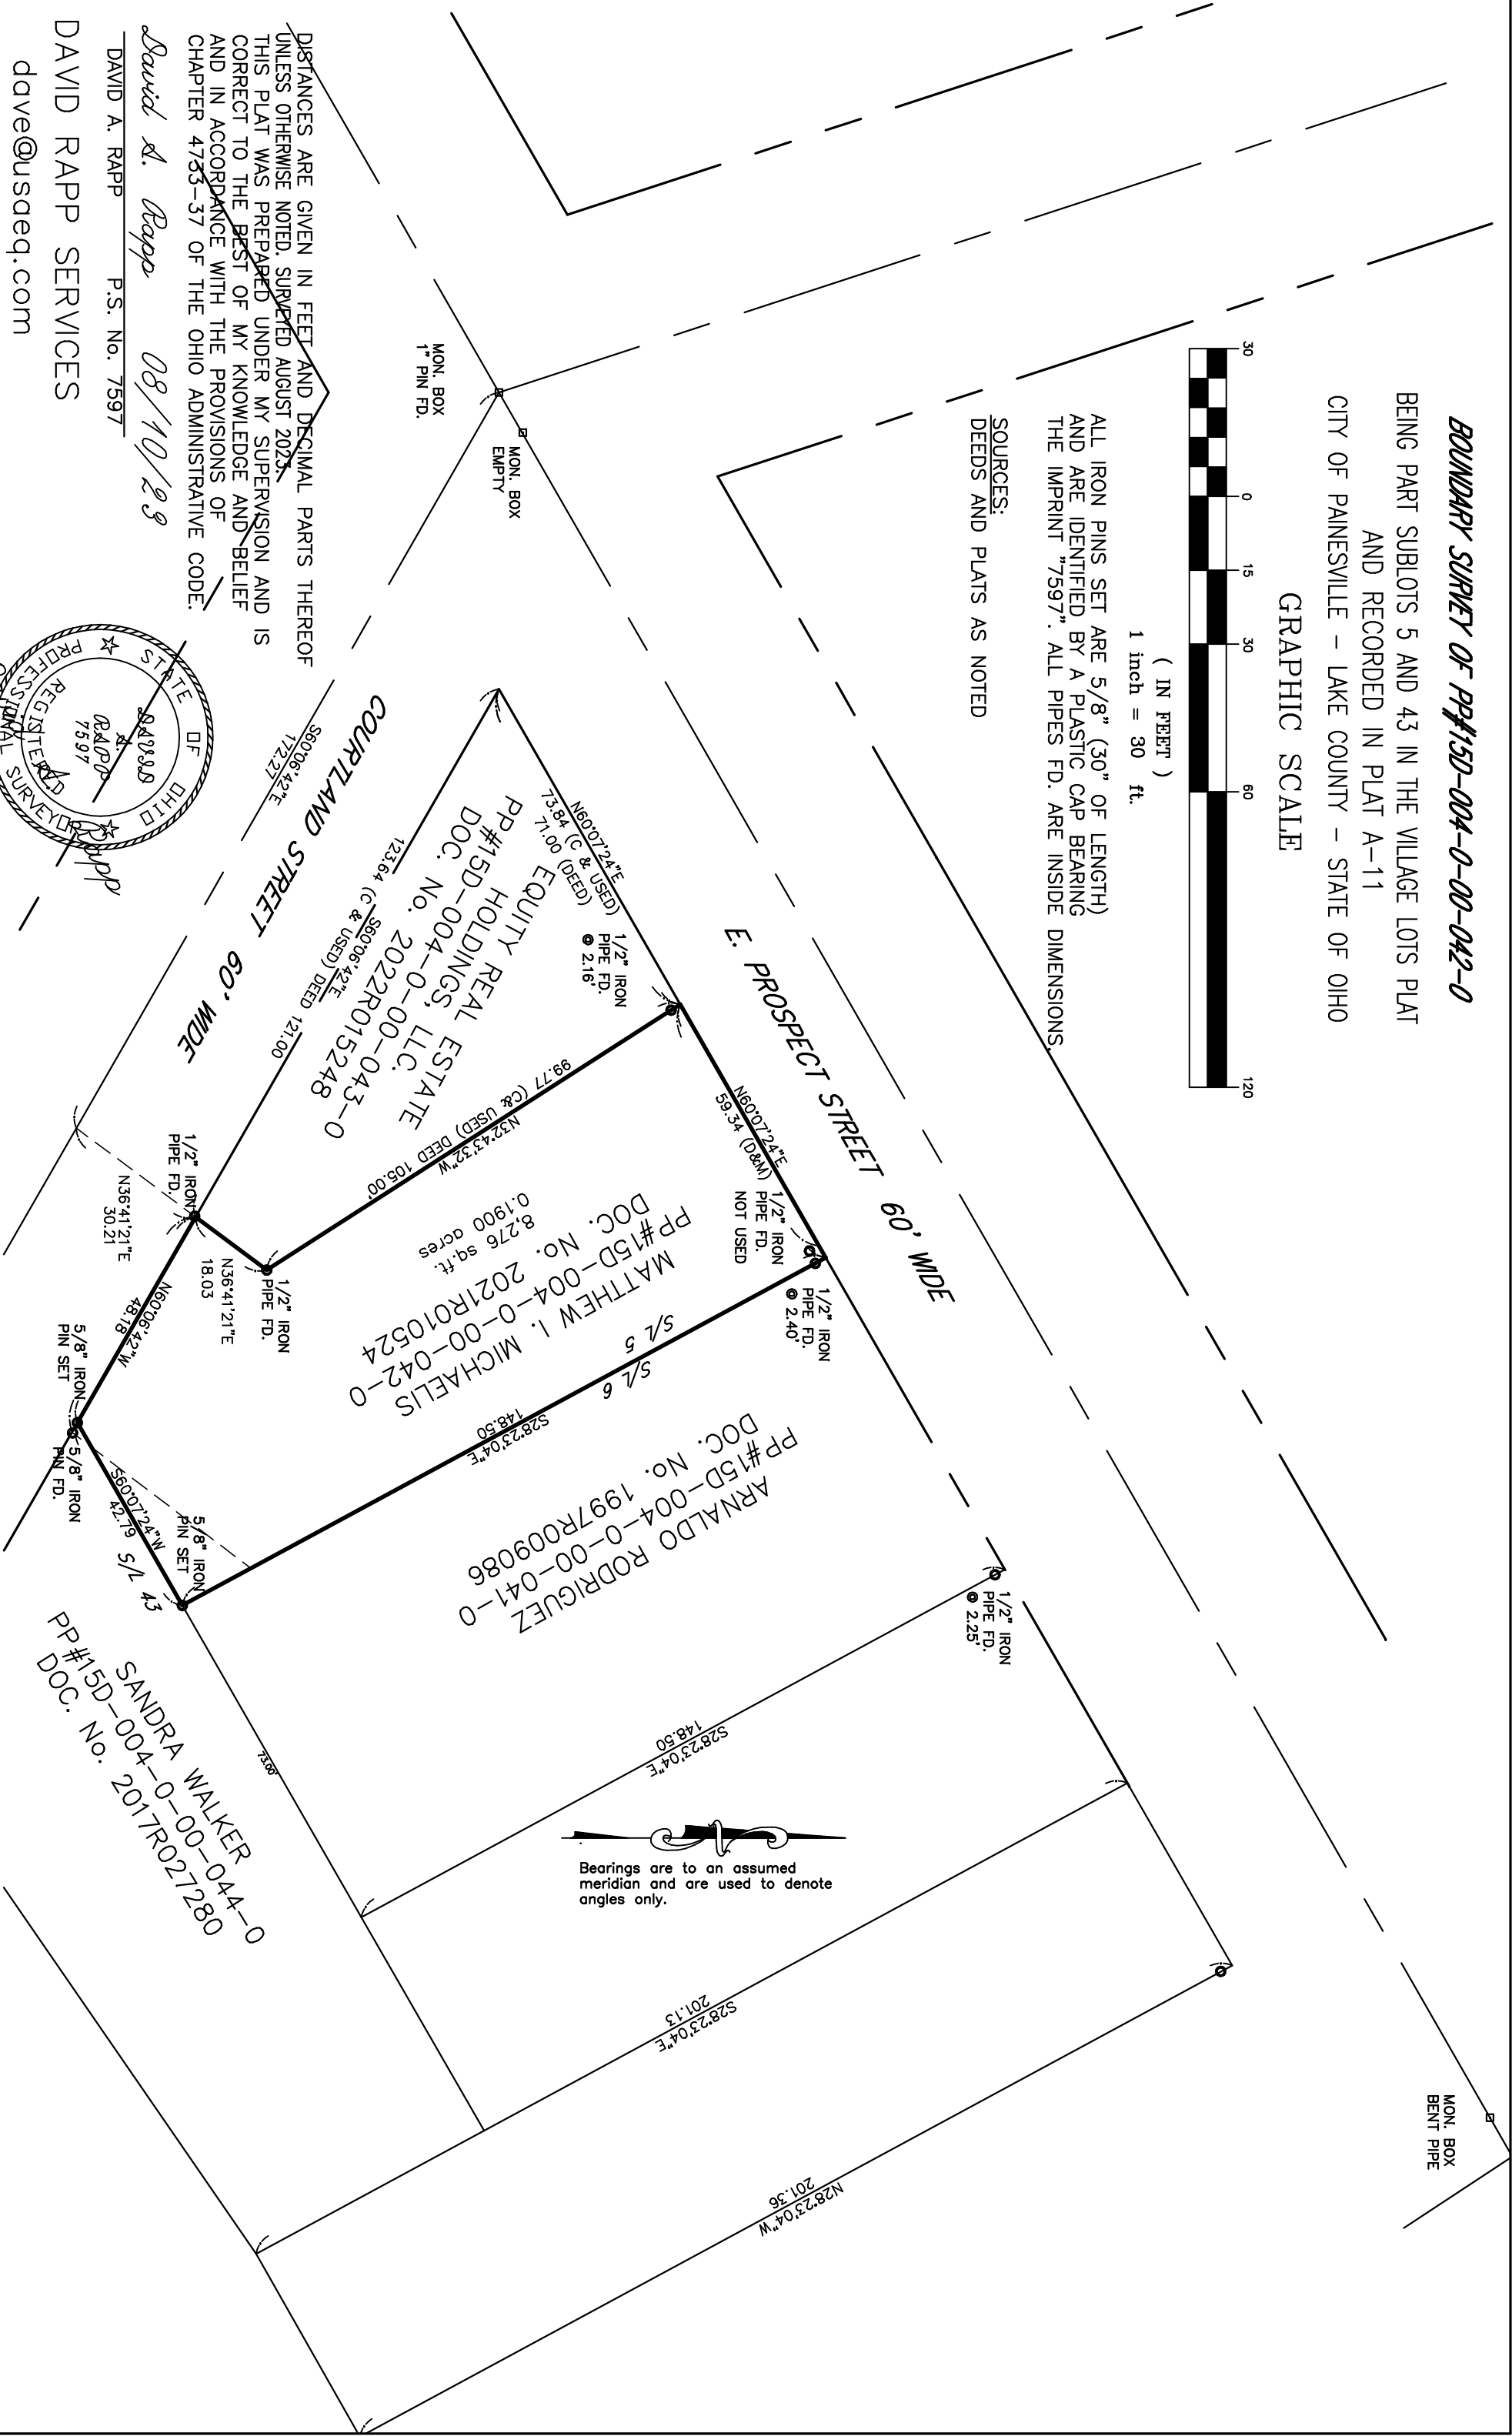 BOUNDARY SURVEY OF PP#15D-004-0-00-042-0
BEING PART SUBLOTS 5 AND 43 IN THE VILLAGE LOTS PLAT
AND RECORDED IN PLAT A-11
CITY OF PAINESVILLE - LAKE COUNTY - STATE OF OIHO
GRAPHIC SCALE
30 0 15 30 60 120
( IN FEET )
1 inch = 30 ft.
ALL IRON PINS SET ARE 5/8" (30" OF LENGTH)
AND ARE IDENTIFIED BY A PLASTIC CAP BEARING
THE IMPRINT "7597". ALL PIPES FD. ARE INSIDE DIMENSIONS.
SOURCES:
DEEDS AND PLATS AS NOTED
MON. BOX
BENT PIPE
MON. BOX
EMPTY
MON. BOX
1" PIN FD.
E. PROSPECT STREET 60' WIDE
N60°07'24"E
73.84 (C & USED)
71.00 (DEED)
1/2" IRON
PIPE FD.
@ 2.16'
N60°07'24"E
59.34 (D&M)
1/2" IRON
PIPE FD.
NOT USED
1/2" IRON
PIPE FD.
@ 2.40'
1/2" IRON
PIPE FD.
@ 2.25'
EQUITY REAL ESTATE
HOLDINGS, LLC.
PP #15D-004-0-00-043-0
DOC. No. 2022R015248
99.77 (C& USED) DEED 105.00'
N32°43'32"W
MATTHEW I. MICHAELIS
PP#15D-004-0-00-042-0
DOC. No. 2021R010524
8,276 sq.ft.
0.1900 acres
S/L 5
S/L 6
S28°23'04"E
148.50
ARNALDO RODRIGUEZ
PP#15D-004-0-00-041-0
DOC. No. 1997R009086
S28°23'04"E
148.50
Bearings are to an assumed
meridian and are used to denote
angles only.
S28°23'04"E
201.13
N28°23'04"W
201.36
COURTLAND STREET 60' WIDE
S60°06'42"E
172.27
S60°06'42"E
123.64 (C & USED) DEED 121.00
1/2" IRON
PIPE FD.
1/2" IRON
PIPE FD.
N36°41'21"E
18.03
N36°41'21"E
30.21
N60°06'42"W
48.18
5/8" IRON
PIN SET
5/8" IRON
PIN FD.
S60°07'24"W
42.79
5/8" IRON
PIN SET
S/L 43
73.00'
SANDRA WALKER
PP#15D-004-0-00-044-0
DOC. No. 2017R027280
DISTANCES ARE GIVEN IN FEET AND DECIMAL PARTS THEREOF
UNLESS OTHERWISE NOTED. SURVEYED AUGUST 2023.
THIS PLAT WAS PREPARED UNDER MY SUPERVISION AND IS
CORRECT TO THE BEST OF MY KNOWLEDGE AND BELIEF
AND IN ACCORDANCE WITH THE PROVISIONS OF
CHAPTER 4733-37 OF THE OHIO ADMINISTRATIVE CODE.
David A. Rapp 08/10/23
DAVID A. RAPP P.S. No. 7597
DAVID RAPP SERVICES
dave@usaeq.com
STATE OF OHIO
DAVID
A.
RAPP
7597
REGISTERED
PROFESSIONAL SURVEYOR